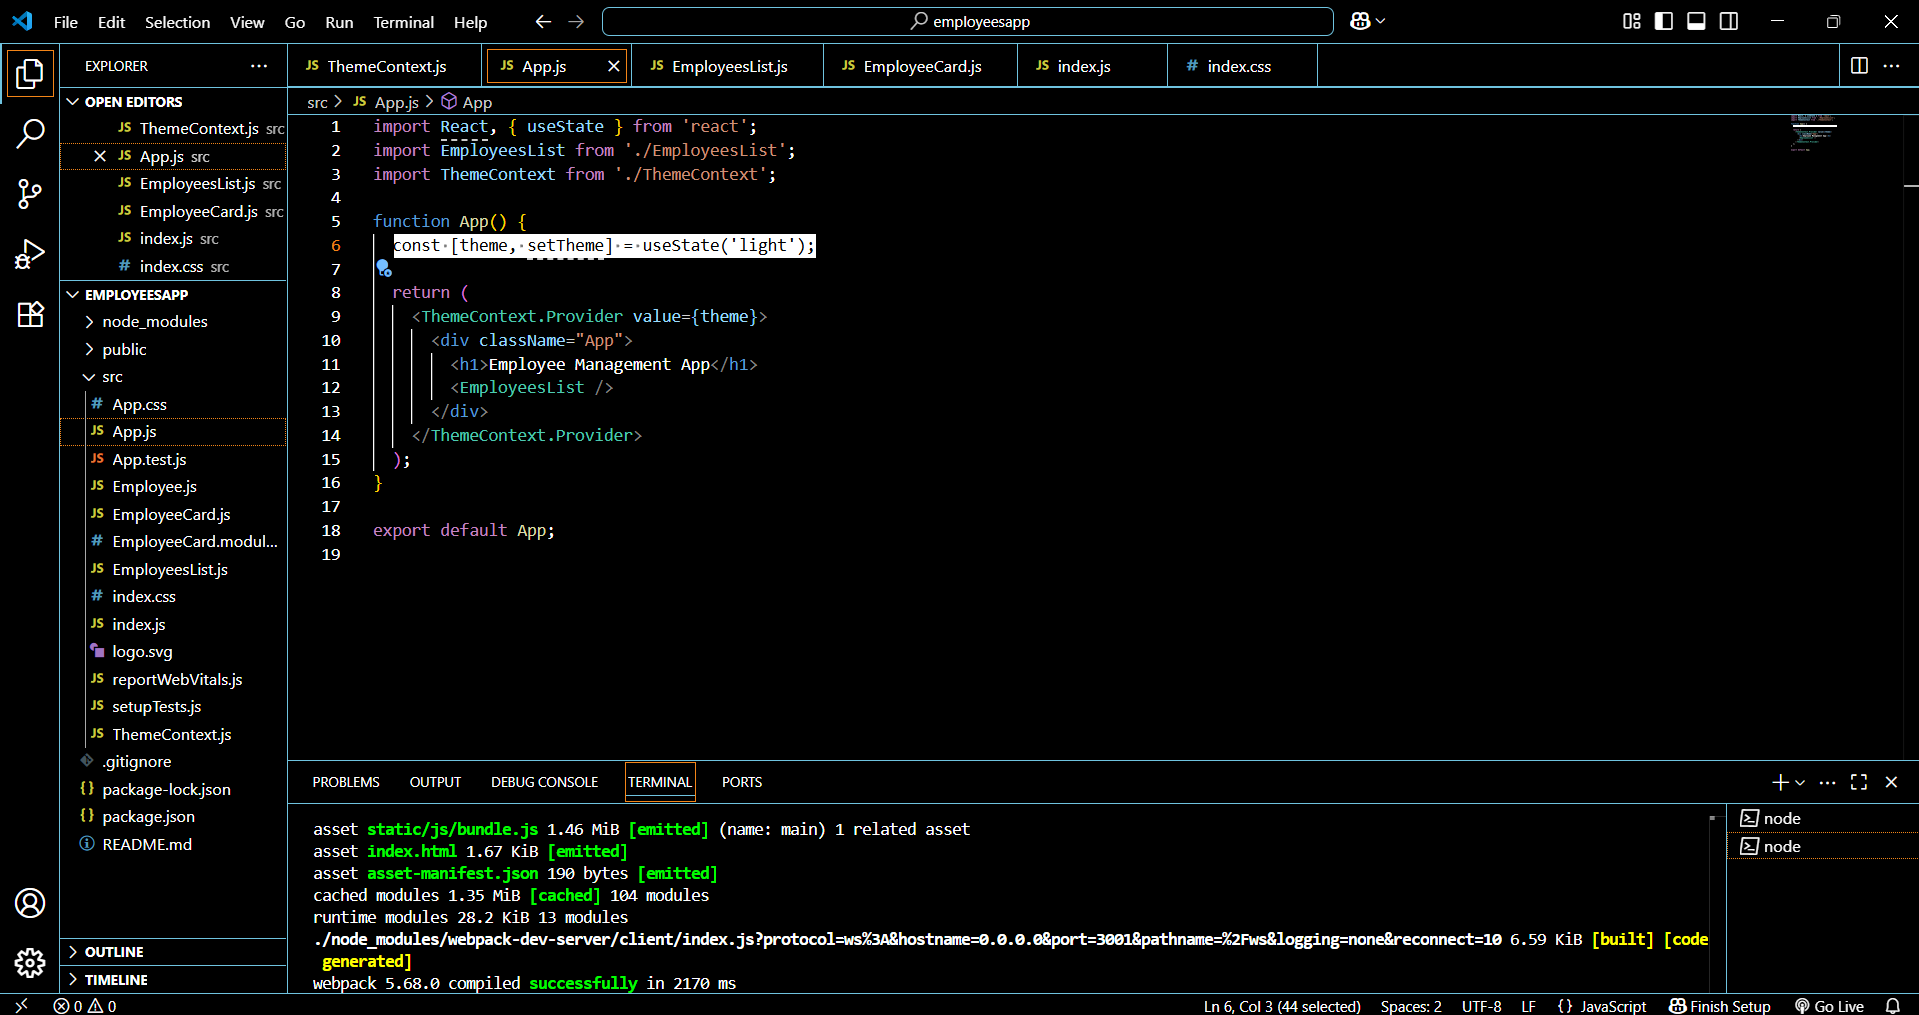 File Edit Selection View Go Run Terminal Help employeesapp
EXPLORER
OPEN EDITORS
JS ThemeContext.js src
JS App.js src
JS EmployeesList.js src
JS EmployeeCard.js src
JS index.js src
# index.css src
EMPLOYEESAPP
node_modules
public
src
# App.css
JS App.js
JS App.test.js
JS Employee.js
JS EmployeeCard.js
# EmployeeCard.modul...
JS EmployeesList.js
# index.css
JS index.js
logo.svg
JS reportWebVitals.js
JS setupTests.js
JS ThemeContext.js
.gitignore
{} package-lock.json
{} package.json
README.md
OUTLINE
TIMELINE
JS ThemeContext.js JS App.js JS EmployeesList.js JS EmployeeCard.js JS index.js # index.css
src > JS App.js > App
1 import React, { useState } from 'react';
2 import EmployeesList from './EmployeesList';
3 import ThemeContext from './ThemeContext';
4
5 function App() {
6 const [theme, setTheme] = useState('light');
7
8 return (
9 <ThemeContext.Provider value={theme}>
10 <div className="App">
11 <h1>Employee Management App</h1>
12 <EmployeesList />
13 </div>
14 </ThemeContext.Provider>
15 );
16 }
17
18 export default App;
19
PROBLEMS OUTPUT DEBUG CONSOLE TERMINAL PORTS
asset static/js/bundle.js 1.46 MiB [emitted] (name: main) 1 related asset
asset index.html 1.67 KiB [emitted]
asset asset-manifest.json 190 bytes [emitted]
cached modules 1.35 MiB [cached] 104 modules
runtime modules 28.2 KiB 13 modules
./node_modules/webpack-dev-server/client/index.js?protocol=ws%3A&hostname=0.0.0.0&port=3001&pathname=%2Fws&logging=none&reconnect=10 6.59 KiB [built] [code
generated]
webpack 5.68.0 compiled successfully in 2170 ms
node
node
0 0 Ln 6, Col 3 (44 selected) Spaces: 2 UTF-8 LF {} JavaScript Finish Setup Go Live